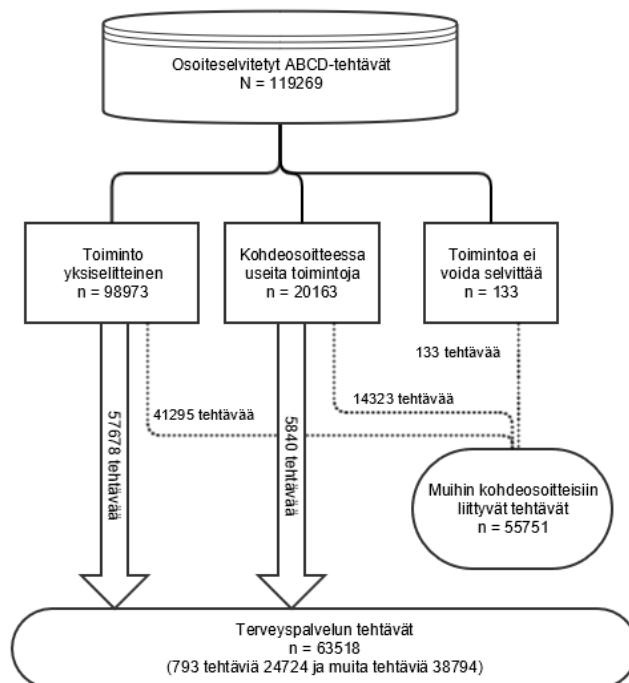 Osoiteselvitetyt ABCD-tehtävät
N = 119269
Toiminto
yksiselitteinen
n = 98973
Kohdeosoitteessa
useita toimintoja
n = 20163
Toimintoa ei
voida selvittää
n = 133
133 tehtävää
14323 tehtävää
41295 tehtävää
57678 tehtävää
5840 tehtävää
Muihin kohdeosoitteisiin
liittyvät tehtävät
n = 55751
Terveyspalvelun tehtävät
n = 63518
(793 tehtäviä 24724 ja muita tehtäviä 38794)